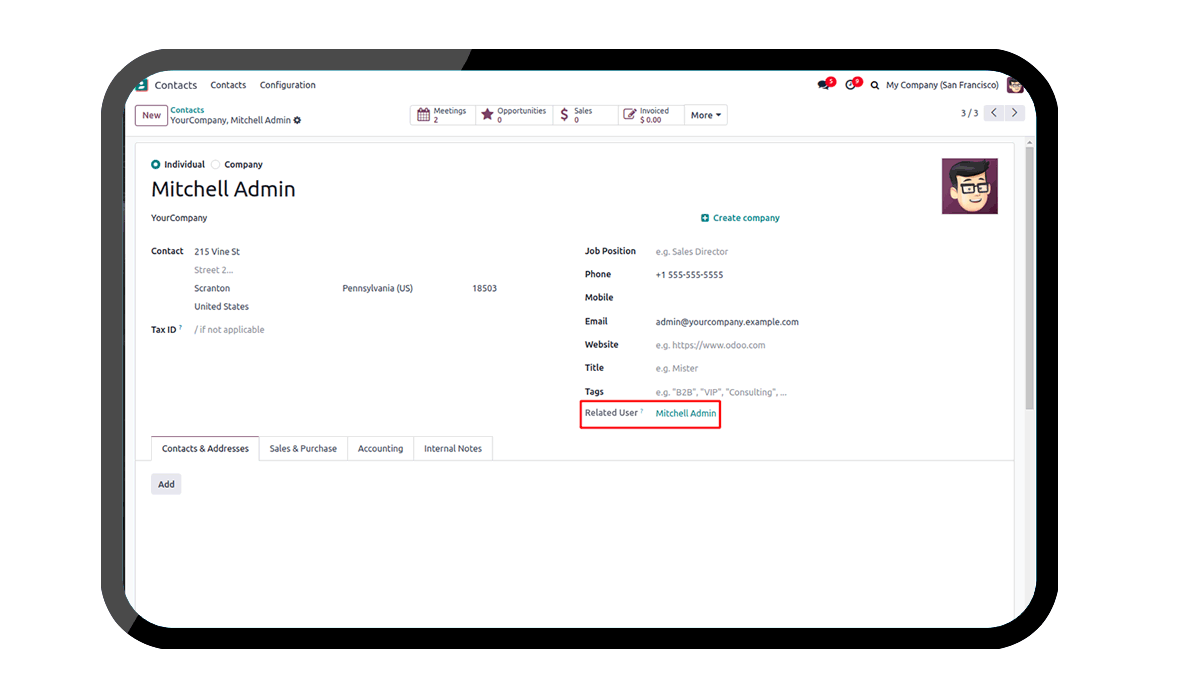 Contacts Contacts Configuration 5 9 My Company (San Francisco)
New Contacts Meetings Opportunities Sales Invoiced More 3 / 3
YourCompany, Mitchell Admin 2 0 0 $ 0.00
Individual Company
Mitchell Admin
YourCompany Create company
Contact 215 Vine St Job Position e.g. Sales Director
Street 2... Phone +1 555-555-5555
Scranton Pennsylvania (US) 18503 Mobile
United States
Tax ID ? / if not applicable Email admin@yourcompany.example.com
Website e.g. https://www.odoo.com
Title e.g. Mister
Tags e.g. "B2B", "VIP", "Consulting", ...
Related User ? Mitchell Admin
Contacts & Addresses Sales & Purchase Accounting Internal Notes
Add